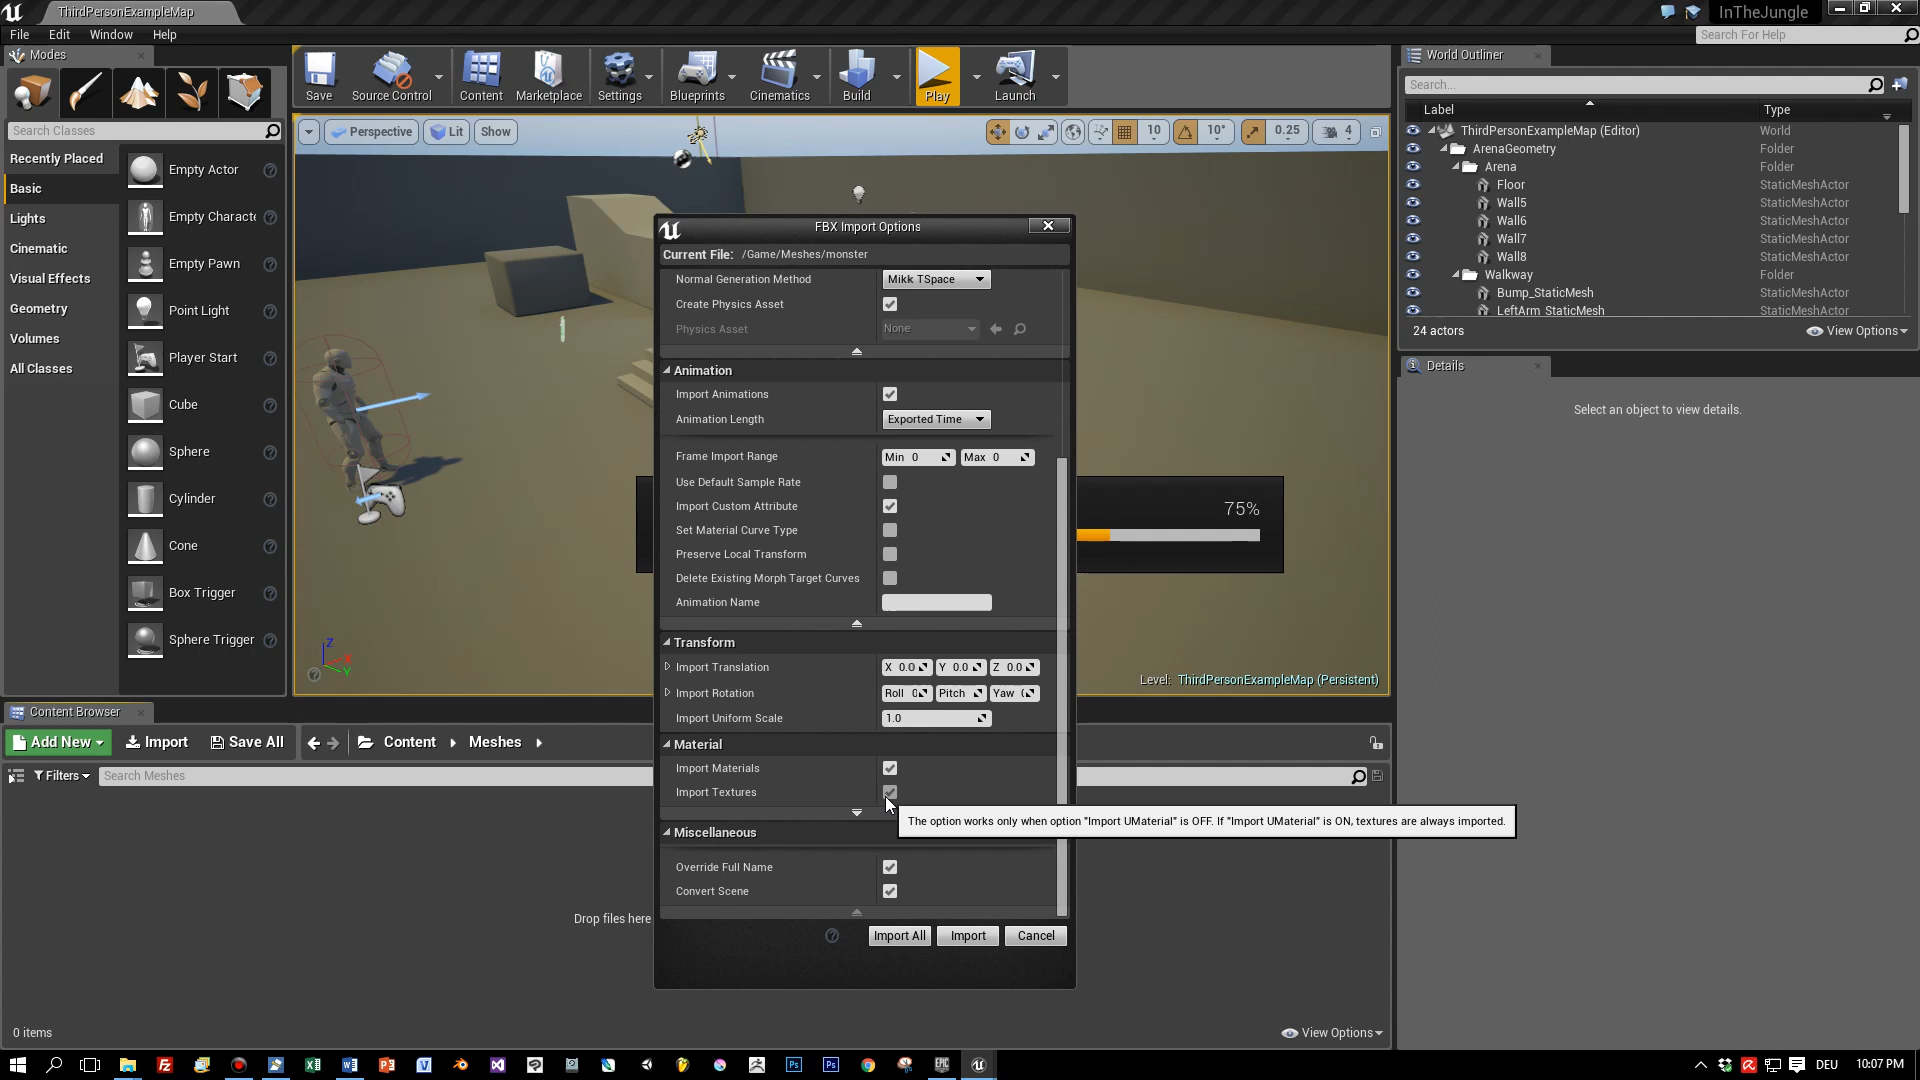 ThirdPersonExampleMap
InTheJungle
File Edit Window Help
Search For Help
Modes
Search Classes
Recently Placed
Basic
Lights
Cinematic
Visual Effects
Geometry
Volumes
All Classes
Empty Actor
Empty Characte
Empty Pawn
Point Light
Player Start
Cube
Sphere
Cylinder
Cone
Box Trigger
Sphere Trigger
Save Source Control Content Marketplace Settings Blueprints Cinematics Build Play Launch
Perspective Lit Show 10 10° 0.25 4
FBX Import Options
Current File: /Game/Meshes/monster
Normal Generation Method Mikk TSpace
Create Physics Asset
Physics Asset None
Animation
Import Animations
Animation Length Exported Time
Frame Import Range Min 0 Max 0
Use Default Sample Rate
Import Custom Attribute
Set Material Curve Type
Preserve Local Transform
Delete Existing Morph Target Curves
Animation Name
Transform
Import Translation X 0.0 Y 0.0 Z 0.0
Import Rotation Roll Pitch Yaw
Import Uniform Scale 1.0
Material
Import Materials
Import Textures
The option works only when option "Import UMaterial" is OFF. If "Import UMaterial" is ON, textures are always imported.
Miscellaneous
Override Full Name
Convert Scene
Import All Import Cancel
75%
Z X Y
Level: ThirdPersonExampleMap (Persistent)
World Outliner
Search...
Label Type
ThirdPersonExampleMap (Editor) World
ArenaGeometry Folder
Arena Folder
Floor StaticMeshActor
Wall5 StaticMeshActor
Wall6 StaticMeshActor
Wall7 StaticMeshActor
Wall8 StaticMeshActor
Walkway Folder
Bump_StaticMesh StaticMeshActor
LeftArm_StaticMesh StaticMeshActor
24 actors View Options
Details
Select an object to view details.
Content Browser
Add New Import Save All Content Meshes
Filters Search Meshes
Drop files here
0 items View Options
DEU 10:07 PM